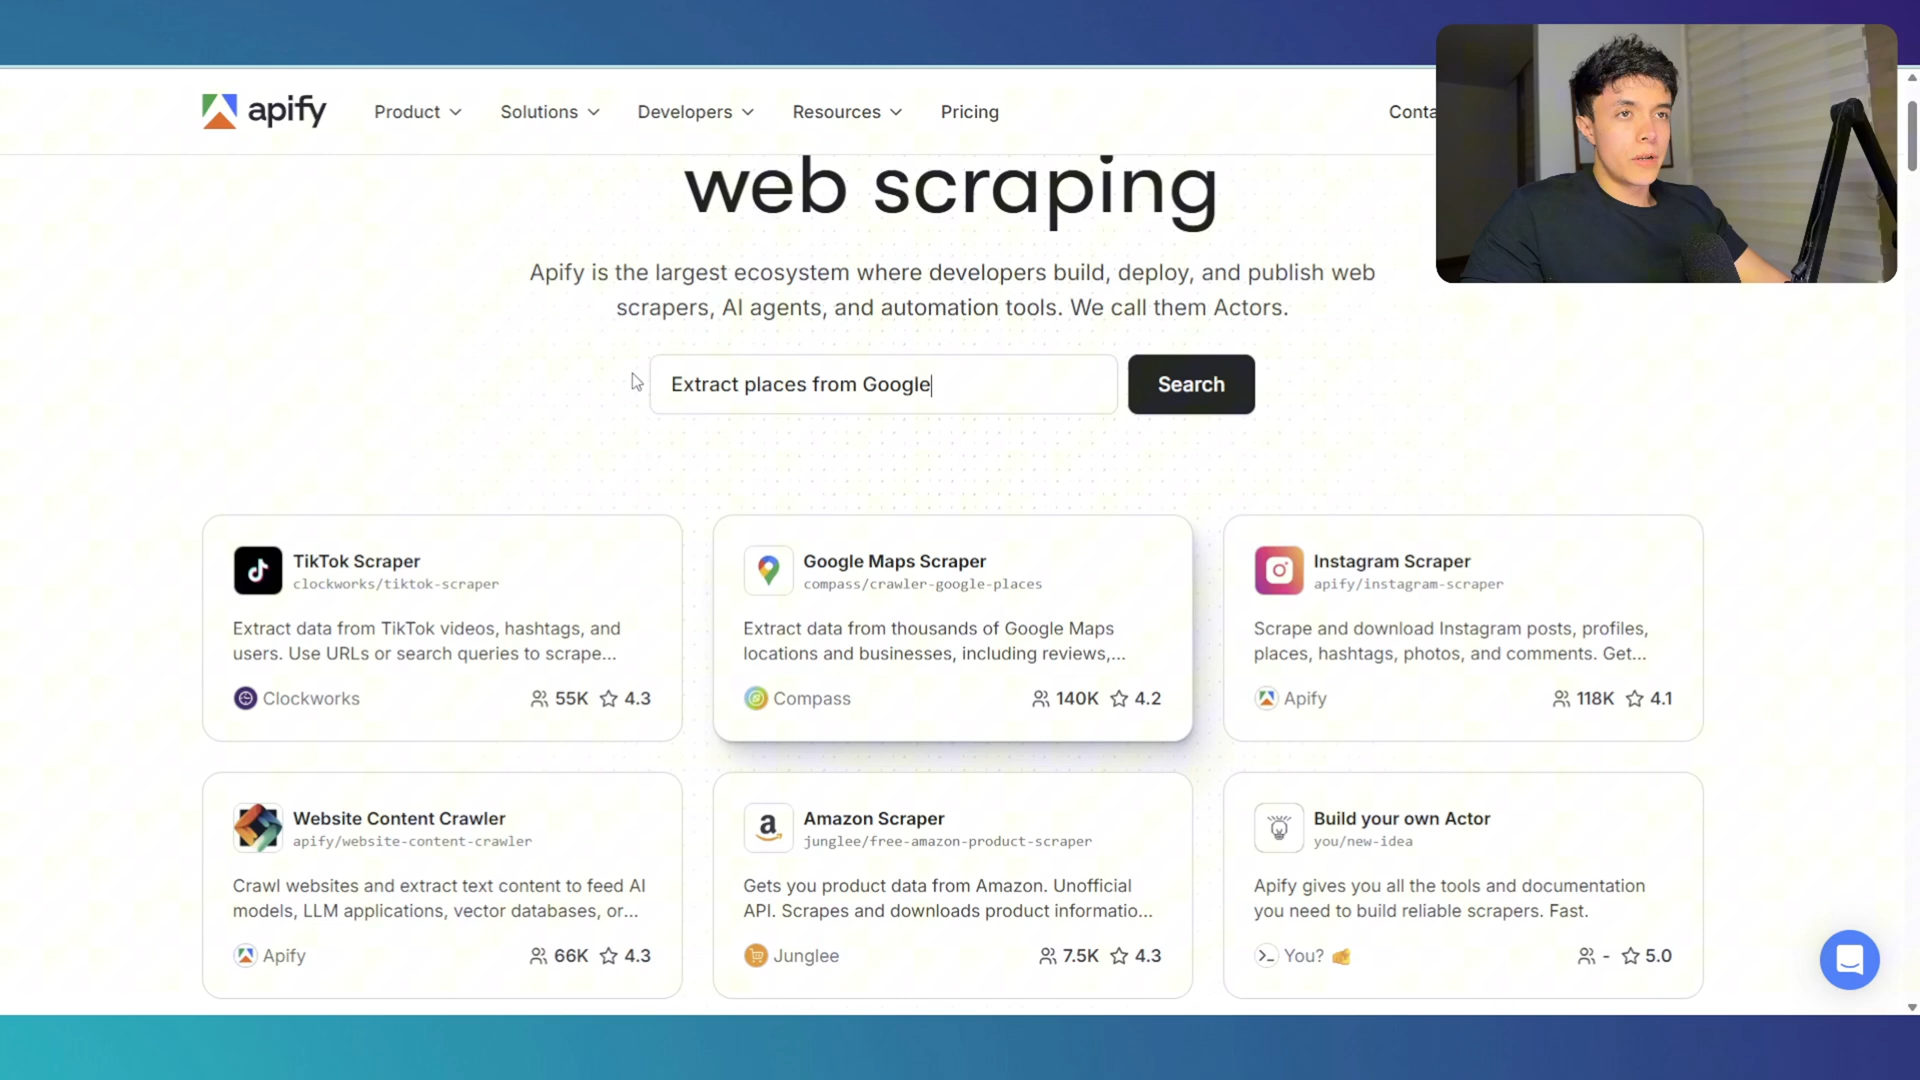 apify
Product
Solutions
Developers
Resources
Pricing
Conta
web scraping
Apify is the largest ecosystem where developers build, deploy, and publish web
scrapers, AI agents, and automation tools. We call them Actors.
Extract places from Google
Search
TikTok Scraper
clockworks/tiktok-scraper
Extract data from TikTok videos, hashtags, and
users. Use URLs or search queries to scrape...
Clockworks 55K 4.3
Google Maps Scraper
compass/crawler-google-places
Extract data from thousands of Google Maps
locations and businesses, including reviews,...
Compass 140K 4.2
Instagram Scraper
apify/instagram-scraper
Scrape and download Instagram posts, profiles,
places, hashtags, photos, and comments. Get...
Apify 118K 4.1
Website Content Crawler
apify/website-content-crawler
Crawl websites and extract text content to feed AI
models, LLM applications, vector databases, or...
Apify 66K 4.3
Amazon Scraper
junglee/free-amazon-product-scraper
Gets you product data from Amazon. Unofficial
API. Scrapes and downloads product informatio...
Junglee 7.5K 4.3
Build your own Actor
you/new-idea
Apify gives you all the tools and documentation
you need to build reliable scrapers. Fast.
You? - 5.0